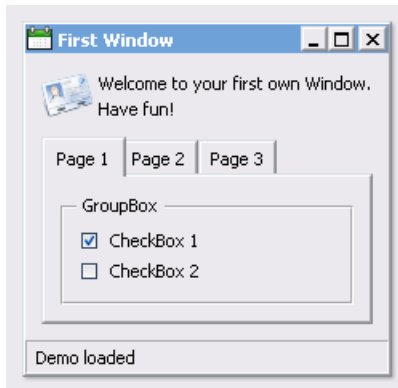 First Window
Welcome to your first own Window.
Have fun!
Page 1 Page 2 Page 3
GroupBox
CheckBox 1
CheckBox 2
Demo loaded